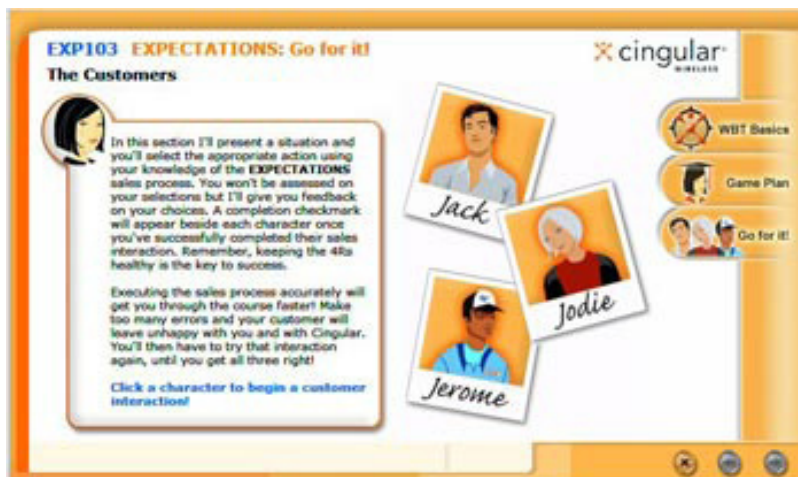 EXP103 EXPECTATIONS: Go for it!
The Customers
cingular
WIRELESS
In this section I'll present a situation and
you'll select the appropriate action using
your knowledge of the EXPECTATIONS
sales process. You won't be assessed on
your selections but I'll give you feedback
on your choices. A completion checkmark
will appear beside each character once
you've successfully completed their sales
interaction. Remember, keeping the 4Rs
healthy is the key to success.
Executing the sales process accurately will
get you through the course faster! Make
too many errors and your customer will
leave unhappy with you and with Cingular.
You'll then have to try that interaction
again, until you get all three right!
Click a character to begin a customer
interaction!
Jack
Jodie
Jerome
WBT Basics
Game Plan
Go for it!